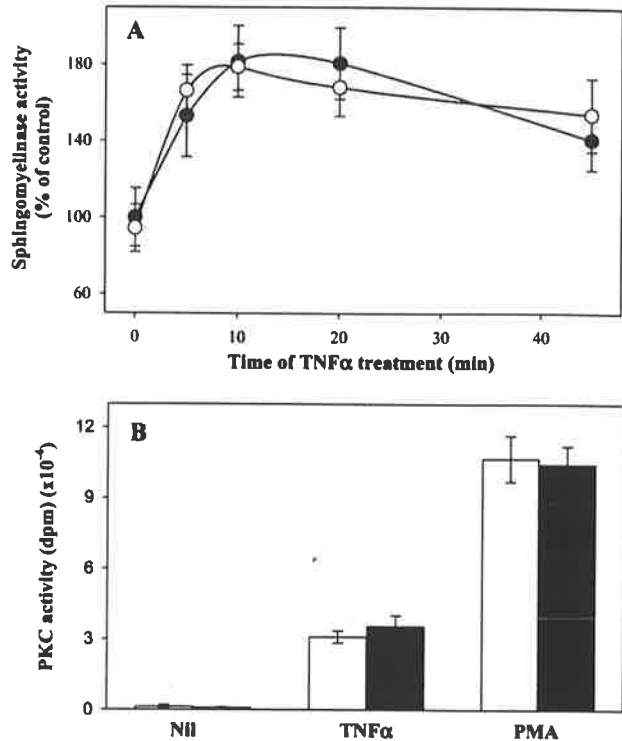 A
Sphingomyelinase activity
(% of control)
180
140
100
60
0
10
20
30
40
Time of TNFα treatment (min)
B
PKC activity (dpm) (x10⁻⁴)
12
9
6
3
0
Nil
TNFα
PMA